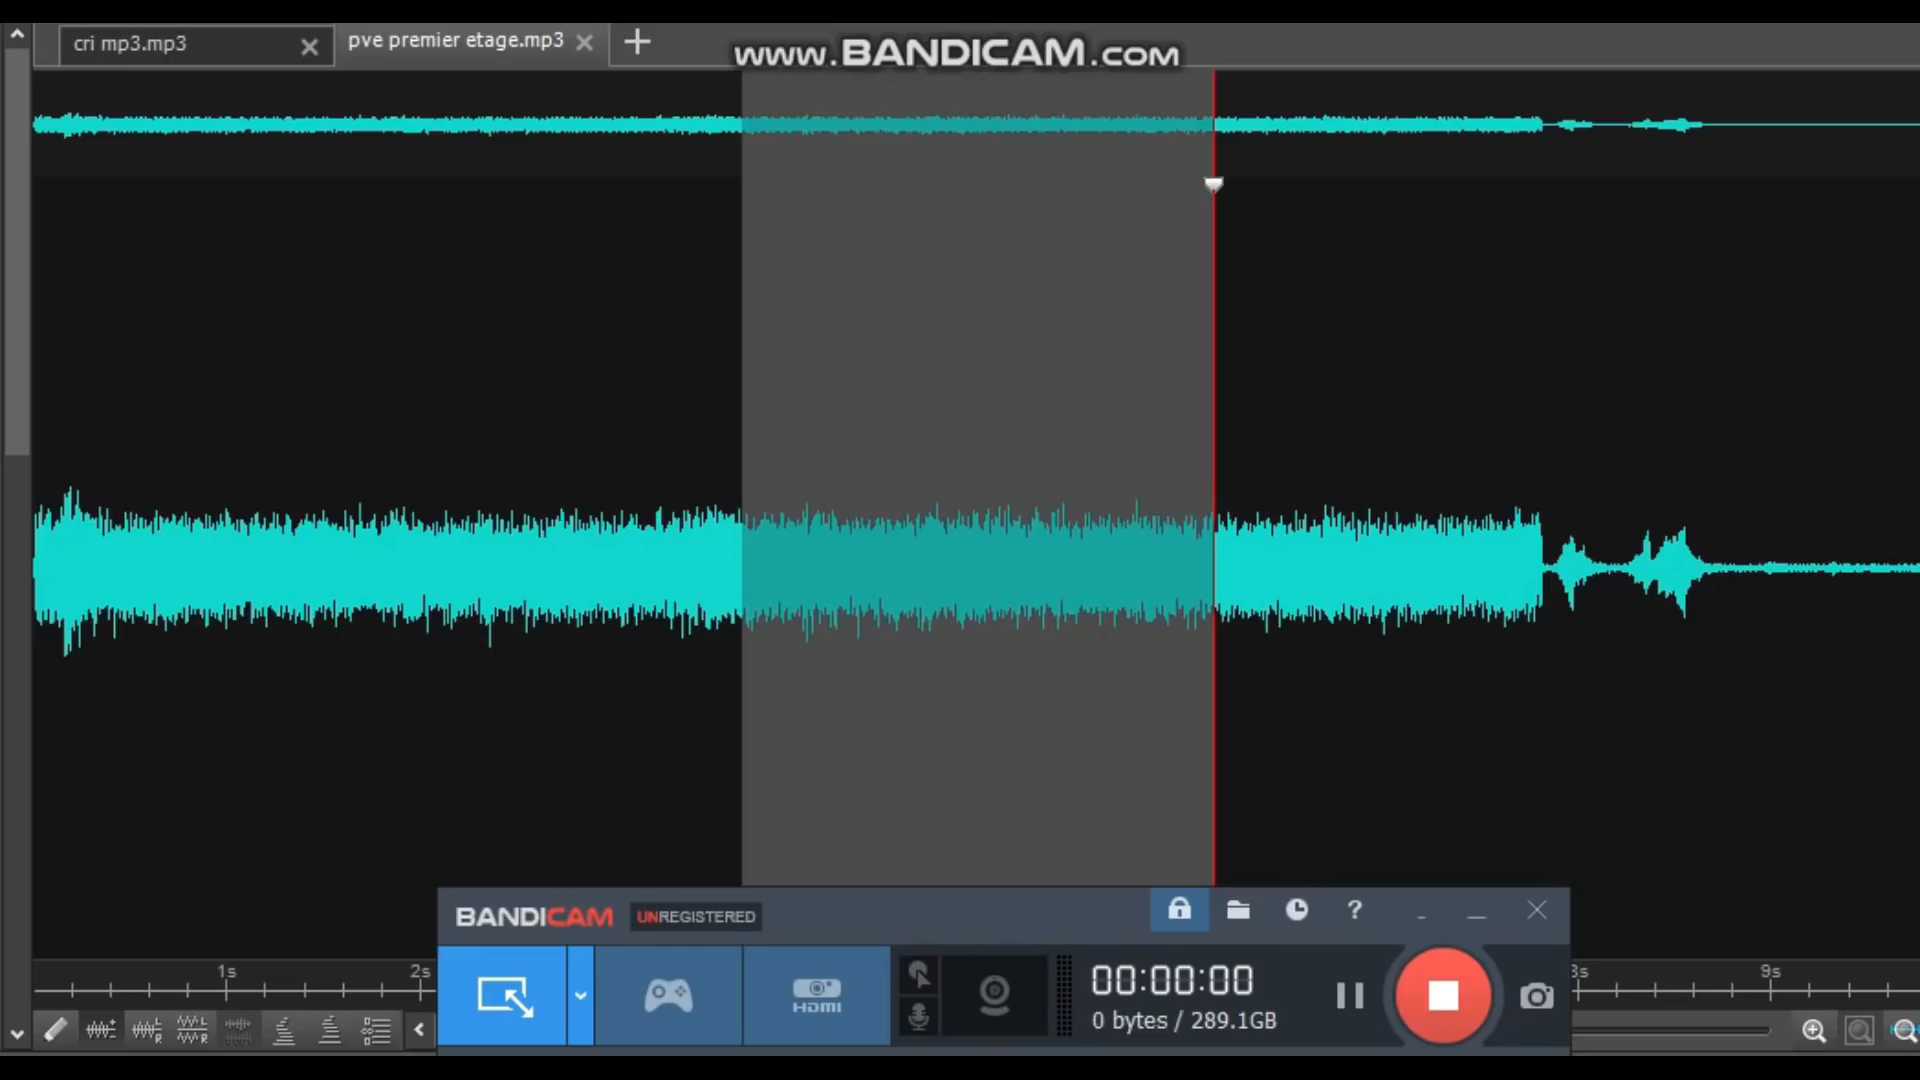 cri mp3.mp3
pve premier etage.mp3
www.BANDICAM.com
BANDICAM UNREGISTERED
?
HDMI
00:00:00
0 bytes / 289.1GB
1s
2s
9s